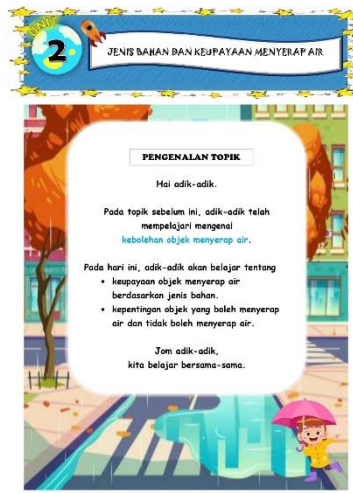 UNIT
2
JENIS BAHAN DAN KEUPAYAAN MENYERAP AIR
PENGENALAN TOPIK
Hai adik-adik.
Pada topik sebelum ini, adik-adik telah
mempelajari mengenai
kebolehan objek menyerap air.
Pada hari ini, adik-adik akan belajar tentang
• keupayaan objek menyerap air
berdasarkan jenis bahan.
• kepentingan objek yang boleh menyerap
air dan tidak boleh menyerap air.
Jom adik-adik,
kita belajar bersama-sama.